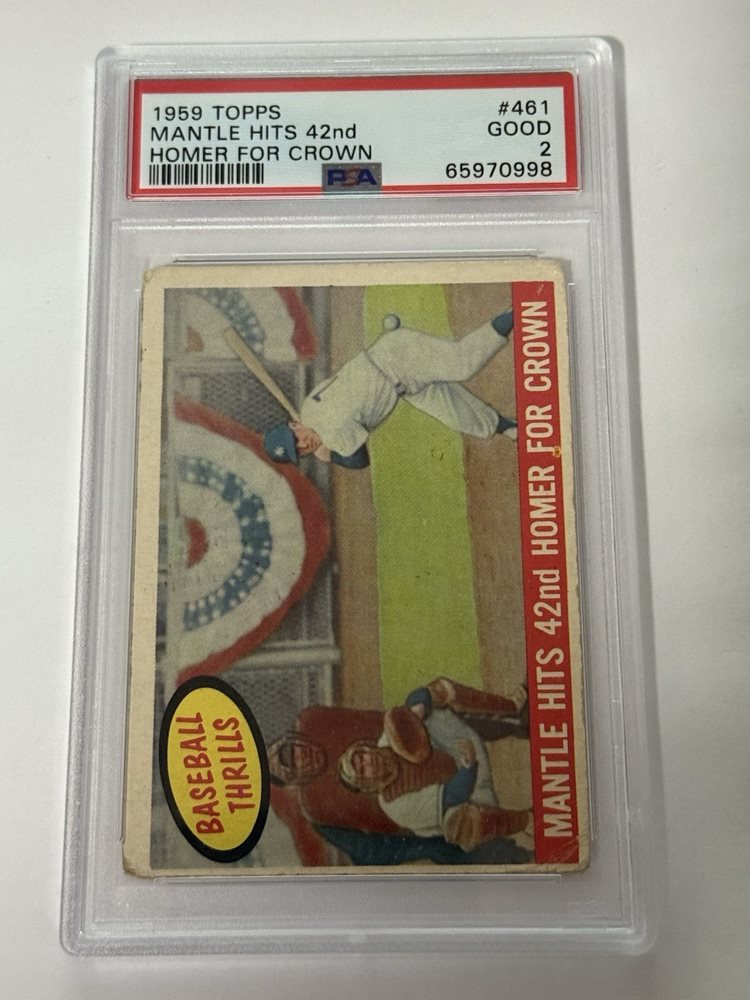 1959 TOPPS #461
MANTLE HITS 42nd GOOD
HOMER FOR CROWN 2
PSA 65970998
BASEBALL
THRILLS
MANTLE HITS 42nd HOMER FOR CROWN